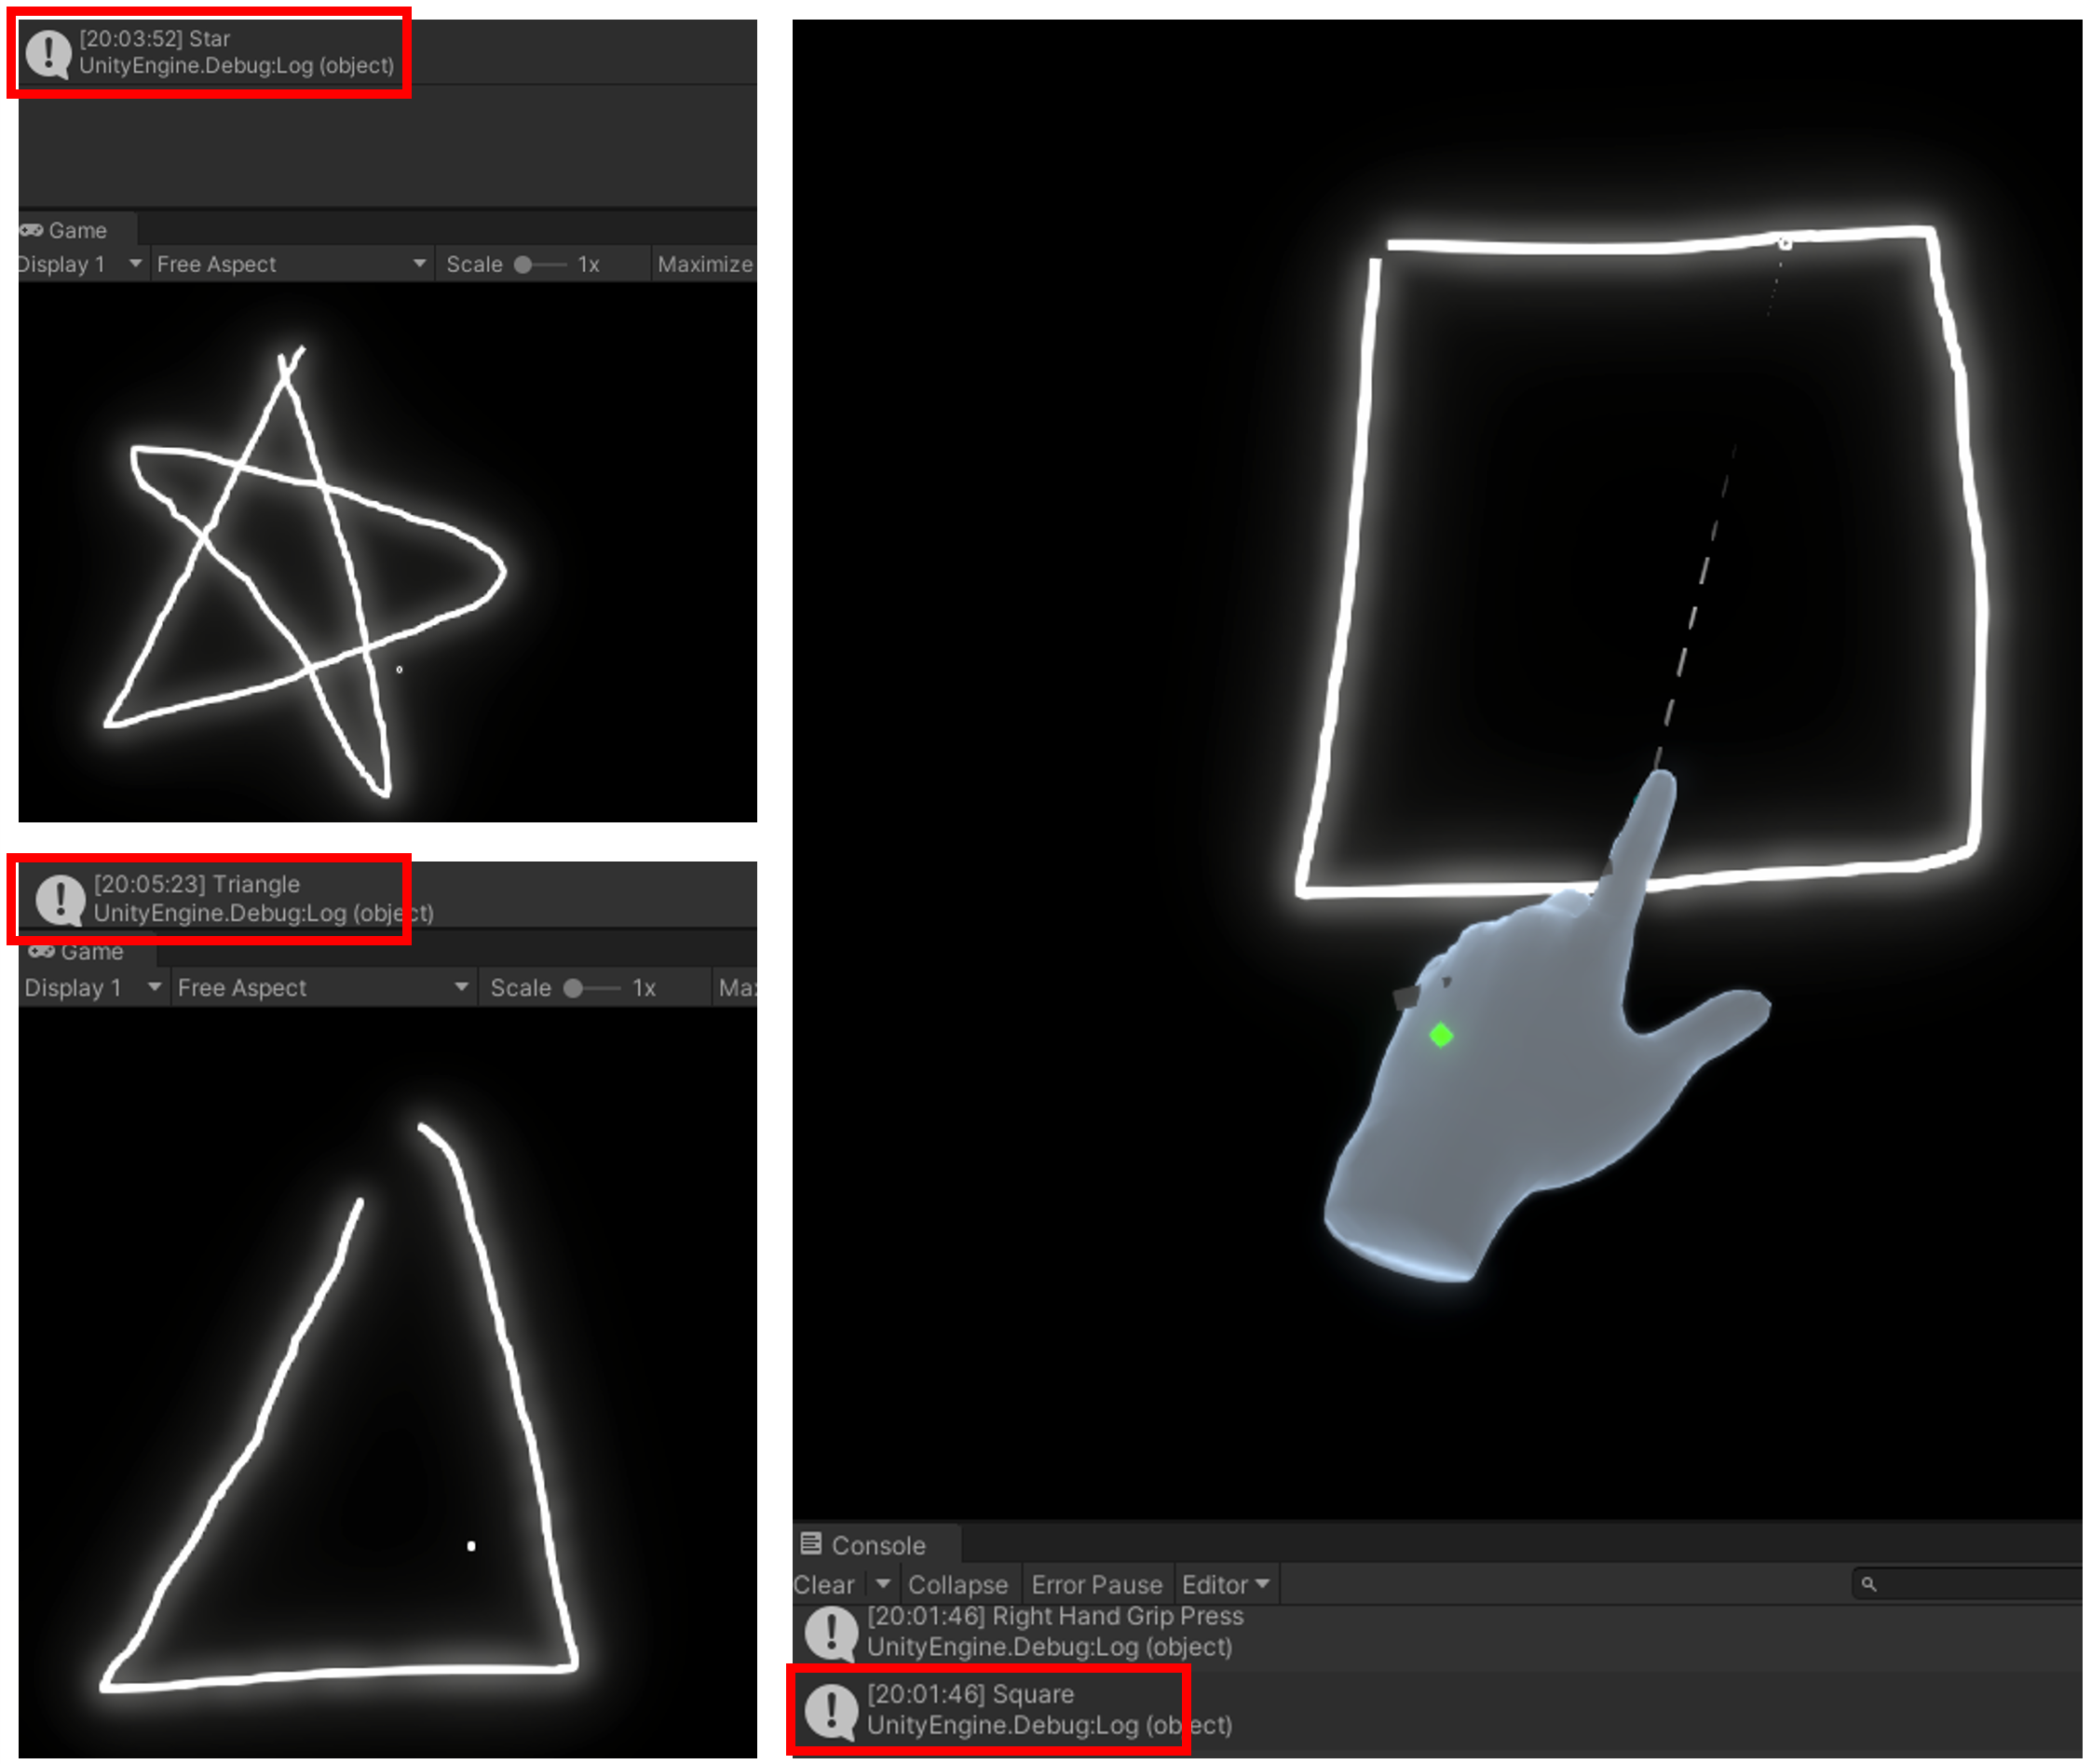 [20:03:52] Star
UnityEngine.Debug:Log (object)
Game
Display 1 Free Aspect Scale 1x Maximize
[20:05:23] Triangle
UnityEngine.Debug:Log (object)
Game
Display 1 Free Aspect Scale 1x Ma
Console
Clear Collapse Error Pause Editor
[20:01:46] Right Hand Grip Press
UnityEngine.Debug:Log (object)
[20:01:46] Square
UnityEngine.Debug:Log (object)